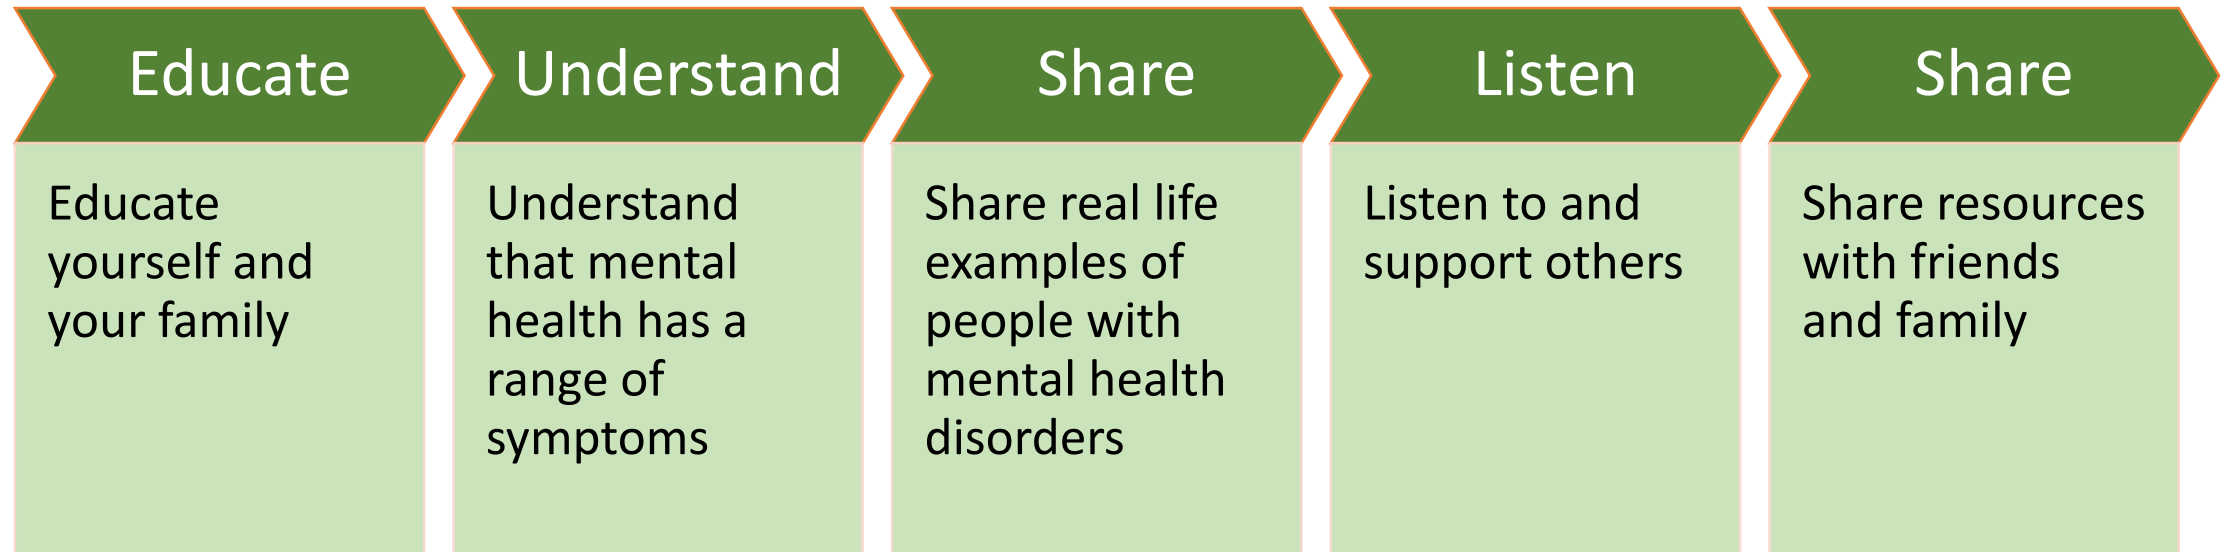 Educate
Educate
yourself and
your family
Understand
Understand
that mental
health has a
range of
symptoms
Share
Share real life
examples of
people with
mental health
disorders
Listen
Listen to and
support others
Share
Share resources
with friends
and family